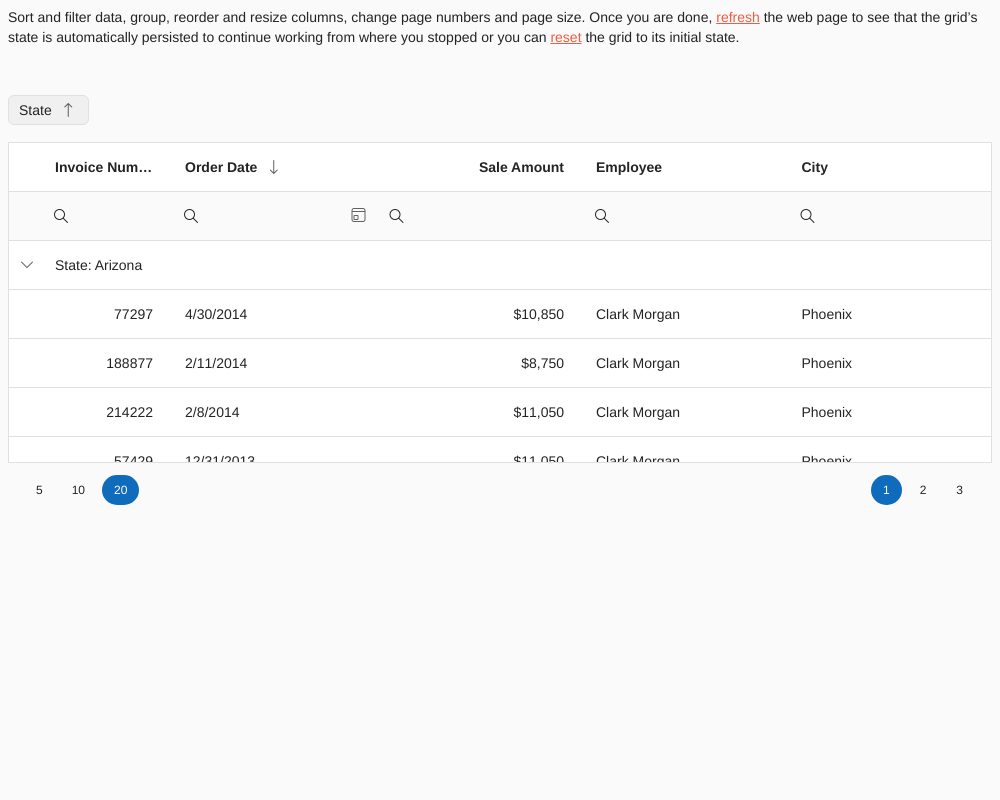 Sort and filter data, group, reorder and resize columns, change page numbers and page size. Once you are done, refresh the web page to see that the grid's
state is automatically persisted to continue working from where you stopped or you can reset the grid to its initial state.
State
Invoice Num... Order Date Sale Amount Employee City
State: Arizona
77297 4/30/2014 $10,850 Clark Morgan Phoenix
188877 2/11/2014 $8,750 Clark Morgan Phoenix
214222 2/8/2014 $11,050 Clark Morgan Phoenix
57429 12/31/2013 $11,050 Clark Morgan Phoenix
5 10 20 1 2 3